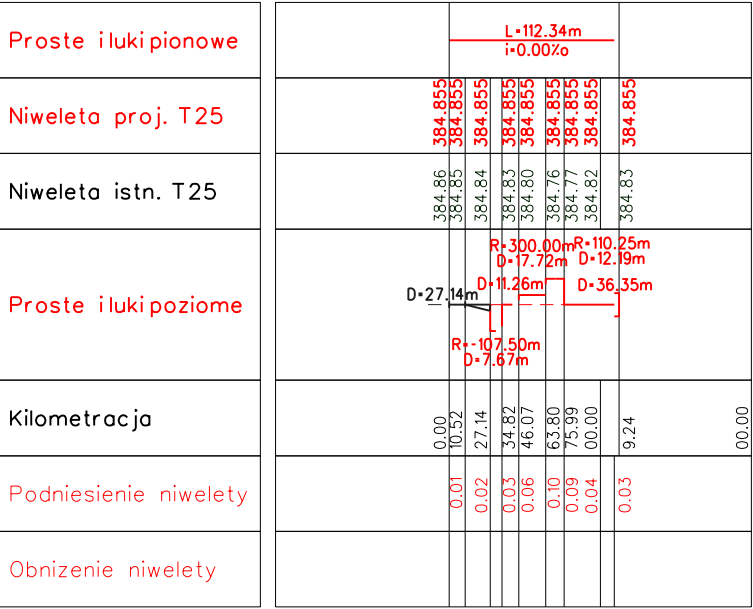 Proste i luki pionowe
L=112.34m
i=0.00%o
Niweleta proj. T25
384.855 384.855 384.855 384.855 384.855 384.855 384.855 384.855 384.855
Niweleta istn. T25
384.86 384.85 384.84 384.83 384.80 384.76 384.77 384.82 384.83
Proste i luki poziome
R=300.00m R=110.25m
D=17.72m D=12.19m
D=27.14m D=11.26m D=36.35m
R=-107.50m
D=7.67m
Kilometracja
0.00 10.52 27.14 34.82 46.07 63.80 75.99 00.00 9.24 00.00
Podniesienie niwelety
0.01 0.02 0.03 0.06 0.10 0.09 0.04 0.03
Obnizenie niwelety